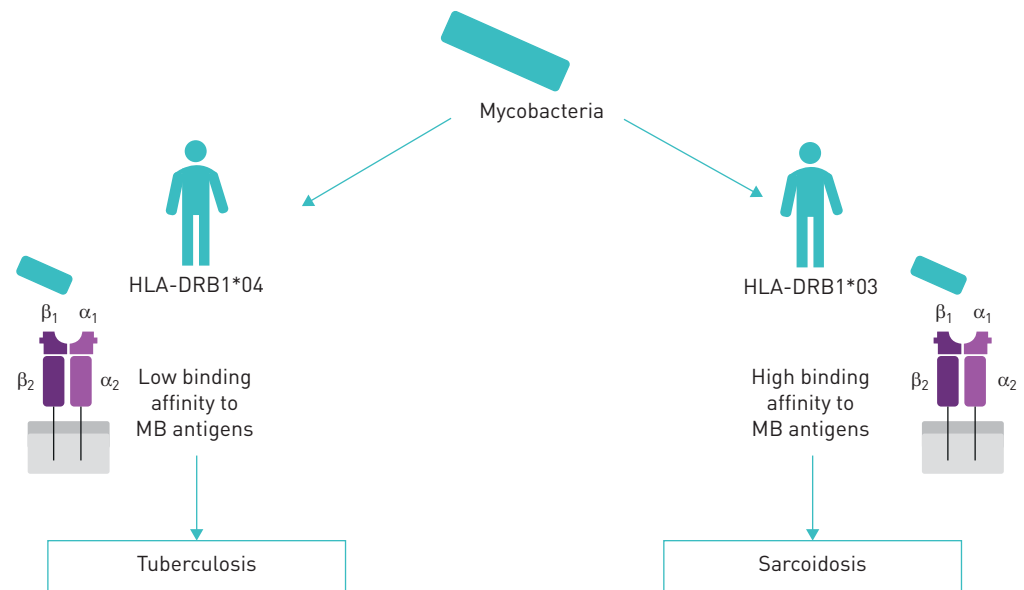 Mycobacteria
HLA-DRB1*04
HLA-DRB1*03
β₁ α₁
β₂ α₂
Low binding
affinity to
MB antigens
High binding
affinity to
MB antigens
β₁ α₁
β₂ α₂
Tuberculosis
Sarcoidosis